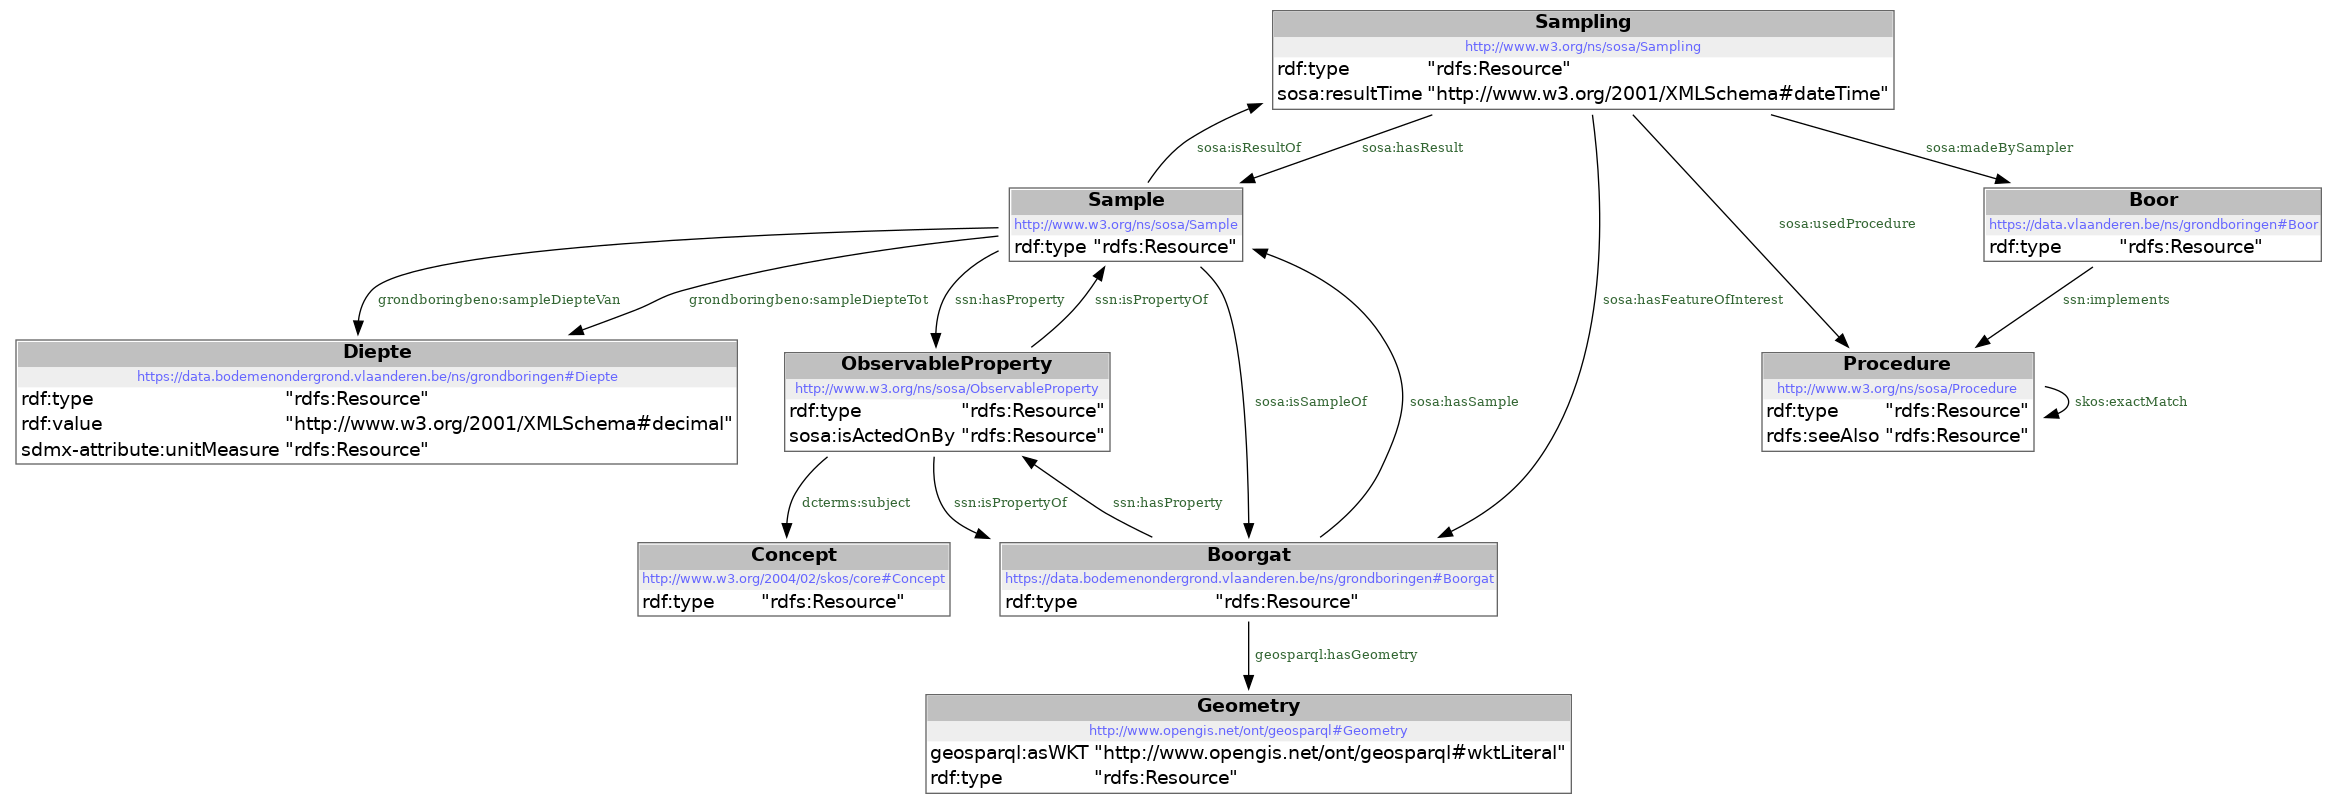 Sampling
http://www.w3.org/ns/sosa/Sampling
rdf:type "rdfs:Resource"
sosa:resultTime "http://www.w3.org/2001/XMLSchema#dateTime"
sosa:isResultOf
sosa:hasResult
sosa:madeBySampler
Sample
http://www.w3.org/ns/sosa/Sample
rdf:type "rdfs:Resource"
Boor
https://data.vlaanderen.be/ns/grondboringen#Boor
rdf:type "rdfs:Resource"
sosa:usedProcedure
grondboringbeno:sampleDiepteVan
grondboringbeno:sampleDiepteTot
ssn:hasProperty
ssn:isPropertyOf
sosa:hasFeatureOfInterest
ssn:implements
Diepte
https://data.bodemenondergrond.vlaanderen.be/ns/grondboringen#Diepte
rdf:type "rdfs:Resource"
rdf:value "http://www.w3.org/2001/XMLSchema#decimal"
sdmx-attribute:unitMeasure "rdfs:Resource"
ObservableProperty
http://www.w3.org/ns/sosa/ObservableProperty
rdf:type "rdfs:Resource"
sosa:isActedOnBy "rdfs:Resource"
sosa:isSampleOf
sosa:hasSample
Procedure
http://www.w3.org/ns/sosa/Procedure
rdf:type "rdfs:Resource"
rdfs:seeAlso "rdfs:Resource"
skos:exactMatch
dcterms:subject
ssn:isPropertyOf
ssn:hasProperty
Concept
http://www.w3.org/2004/02/skos/core#Concept
rdf:type "rdfs:Resource"
Boorgat
https://data.bodemenondergrond.vlaanderen.be/ns/grondboringen#Boorgat
rdf:type "rdfs:Resource"
geosparql:hasGeometry
Geometry
http://www.opengis.net/ont/geosparql#Geometry
geosparql:asWKT "http://www.opengis.net/ont/geosparql#wktLiteral"
rdf:type "rdfs:Resource"